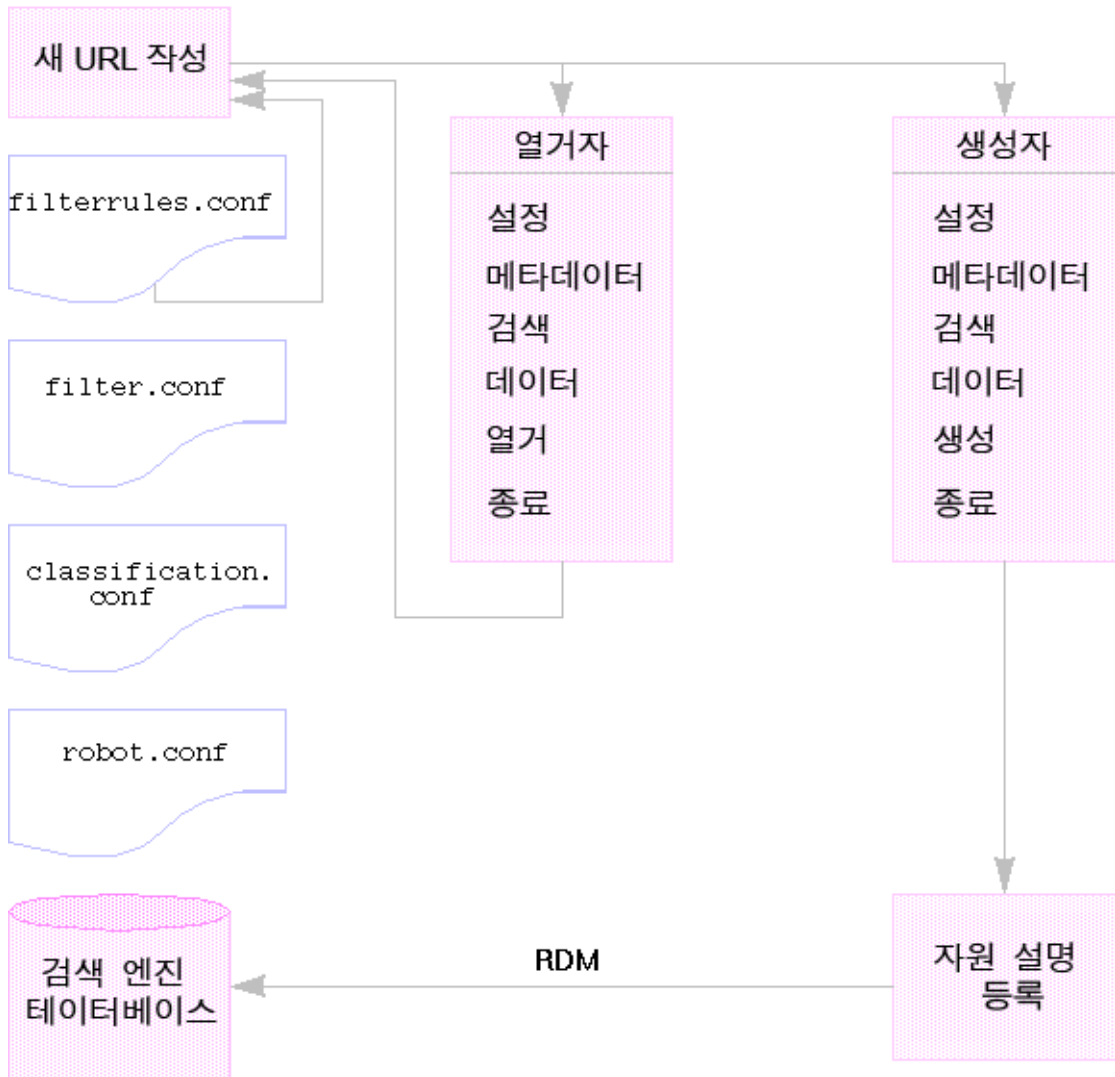 새 URL 작성
filterrules.conf
filter.conf
classification.
conf
robot.conf
열거자
설정
메타데이터
검색
데이터
열거
종료
생성자
설정
메타데이터
검색
데이터
생성
종료
자원 설명
등록
RDM
검색 엔진
테이터베이스